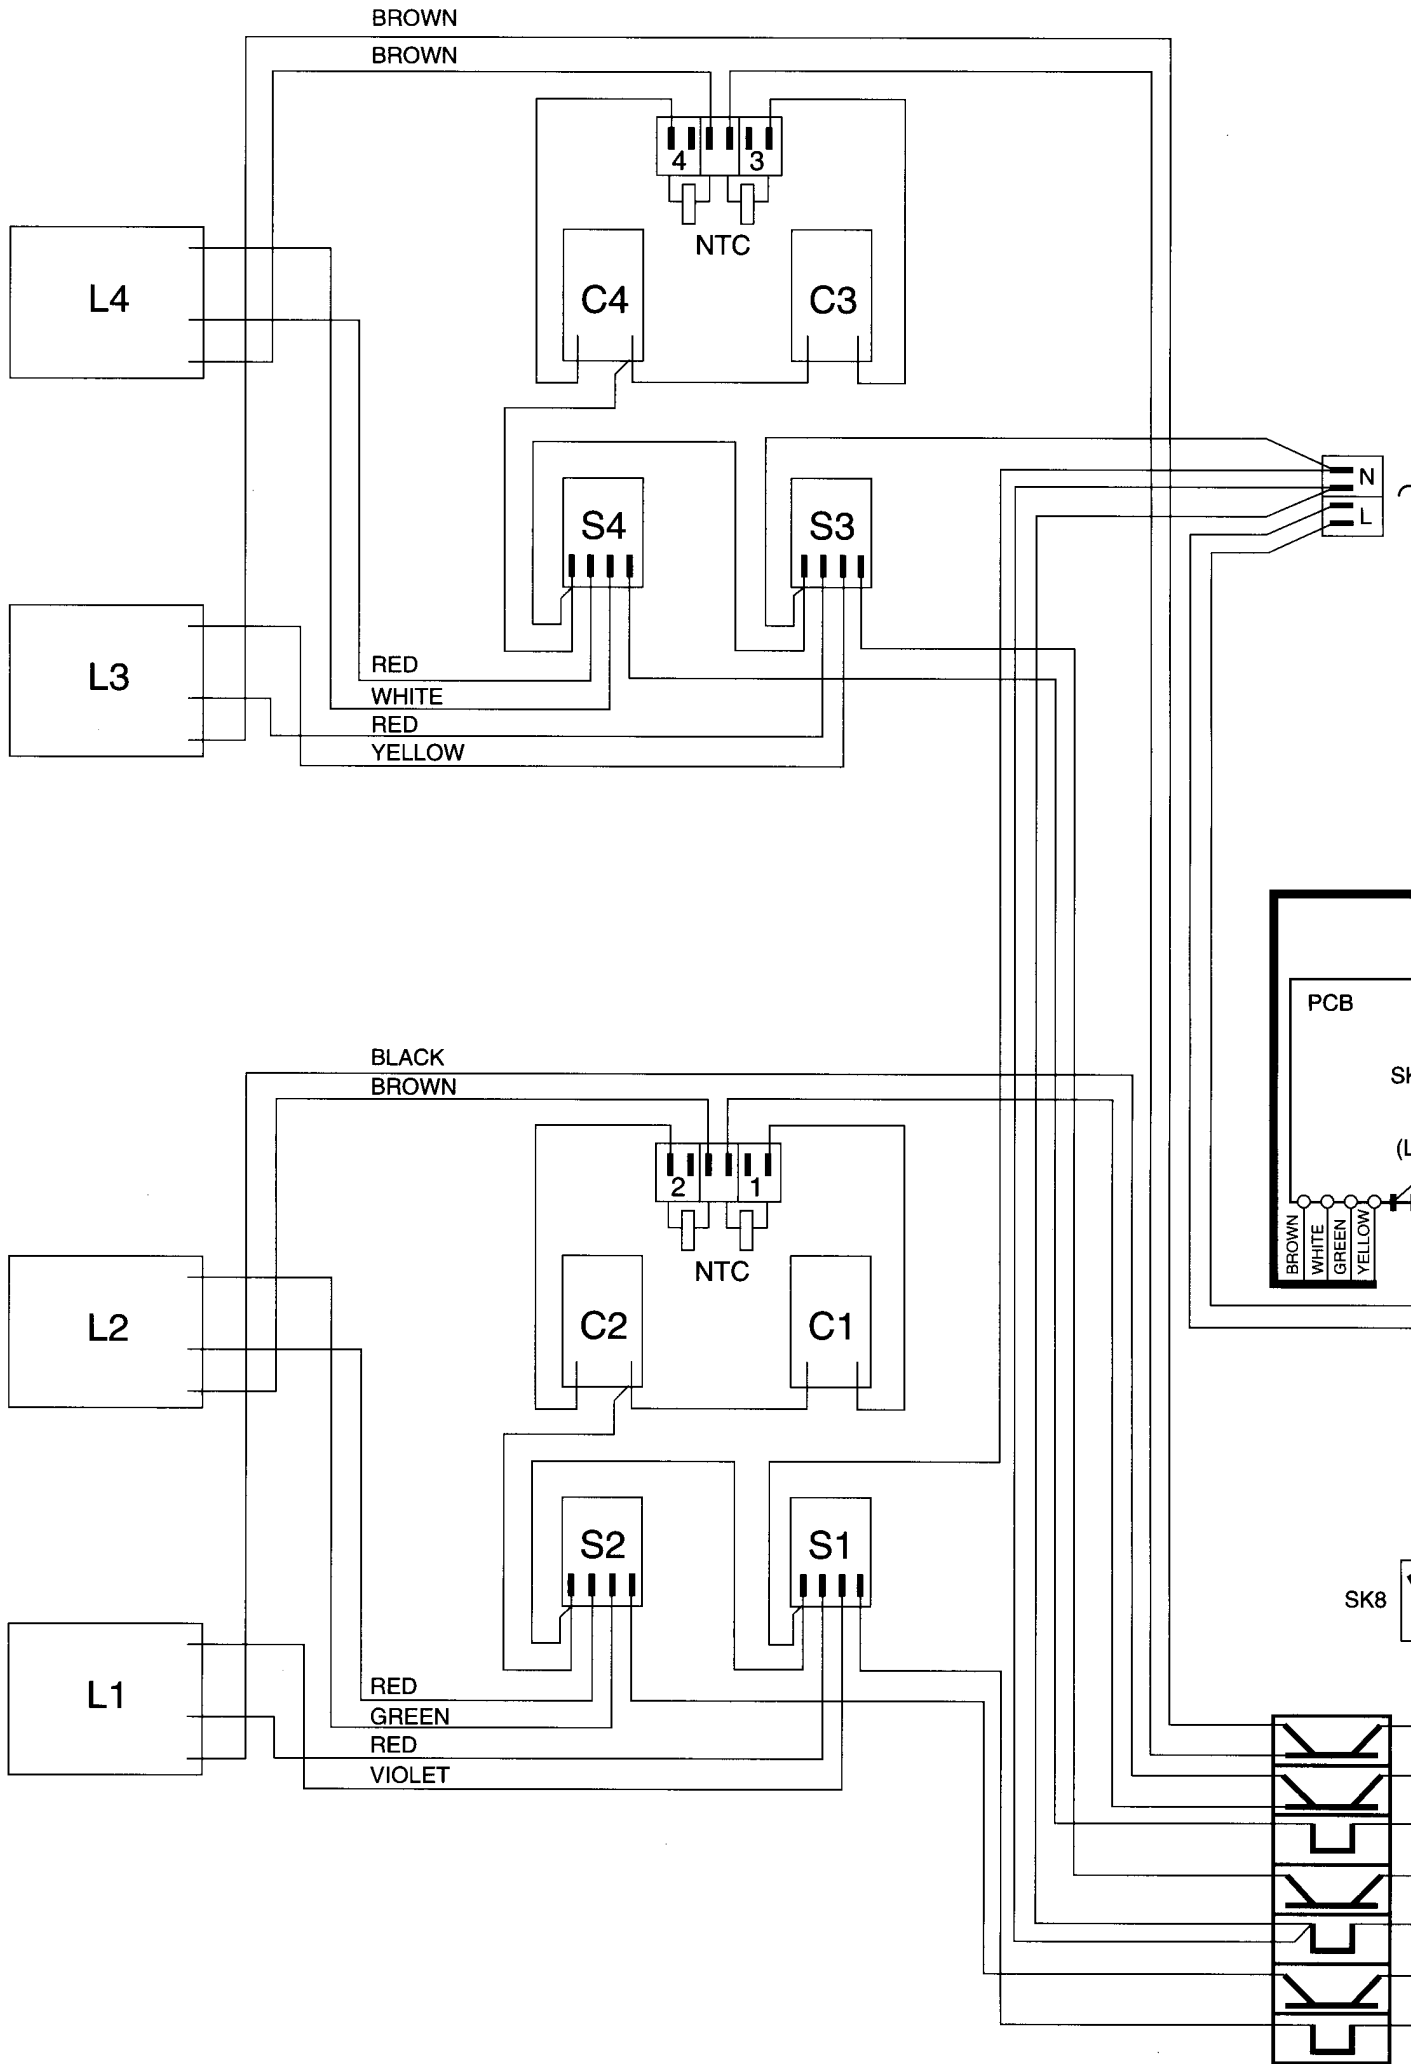 BROWN
BROWN
4 3
NTC
L4
C4 C3
N
L
S4 S3
L3
RED
WHITE
RED
YELLOW
PCB
BLACK
BROWN
2 1
BROWN
WHITE
GREEN
YELLOW
NTC
L2
C2 C1
S2 S1
SK8
L1
RED
GREEN
RED
VIOLET